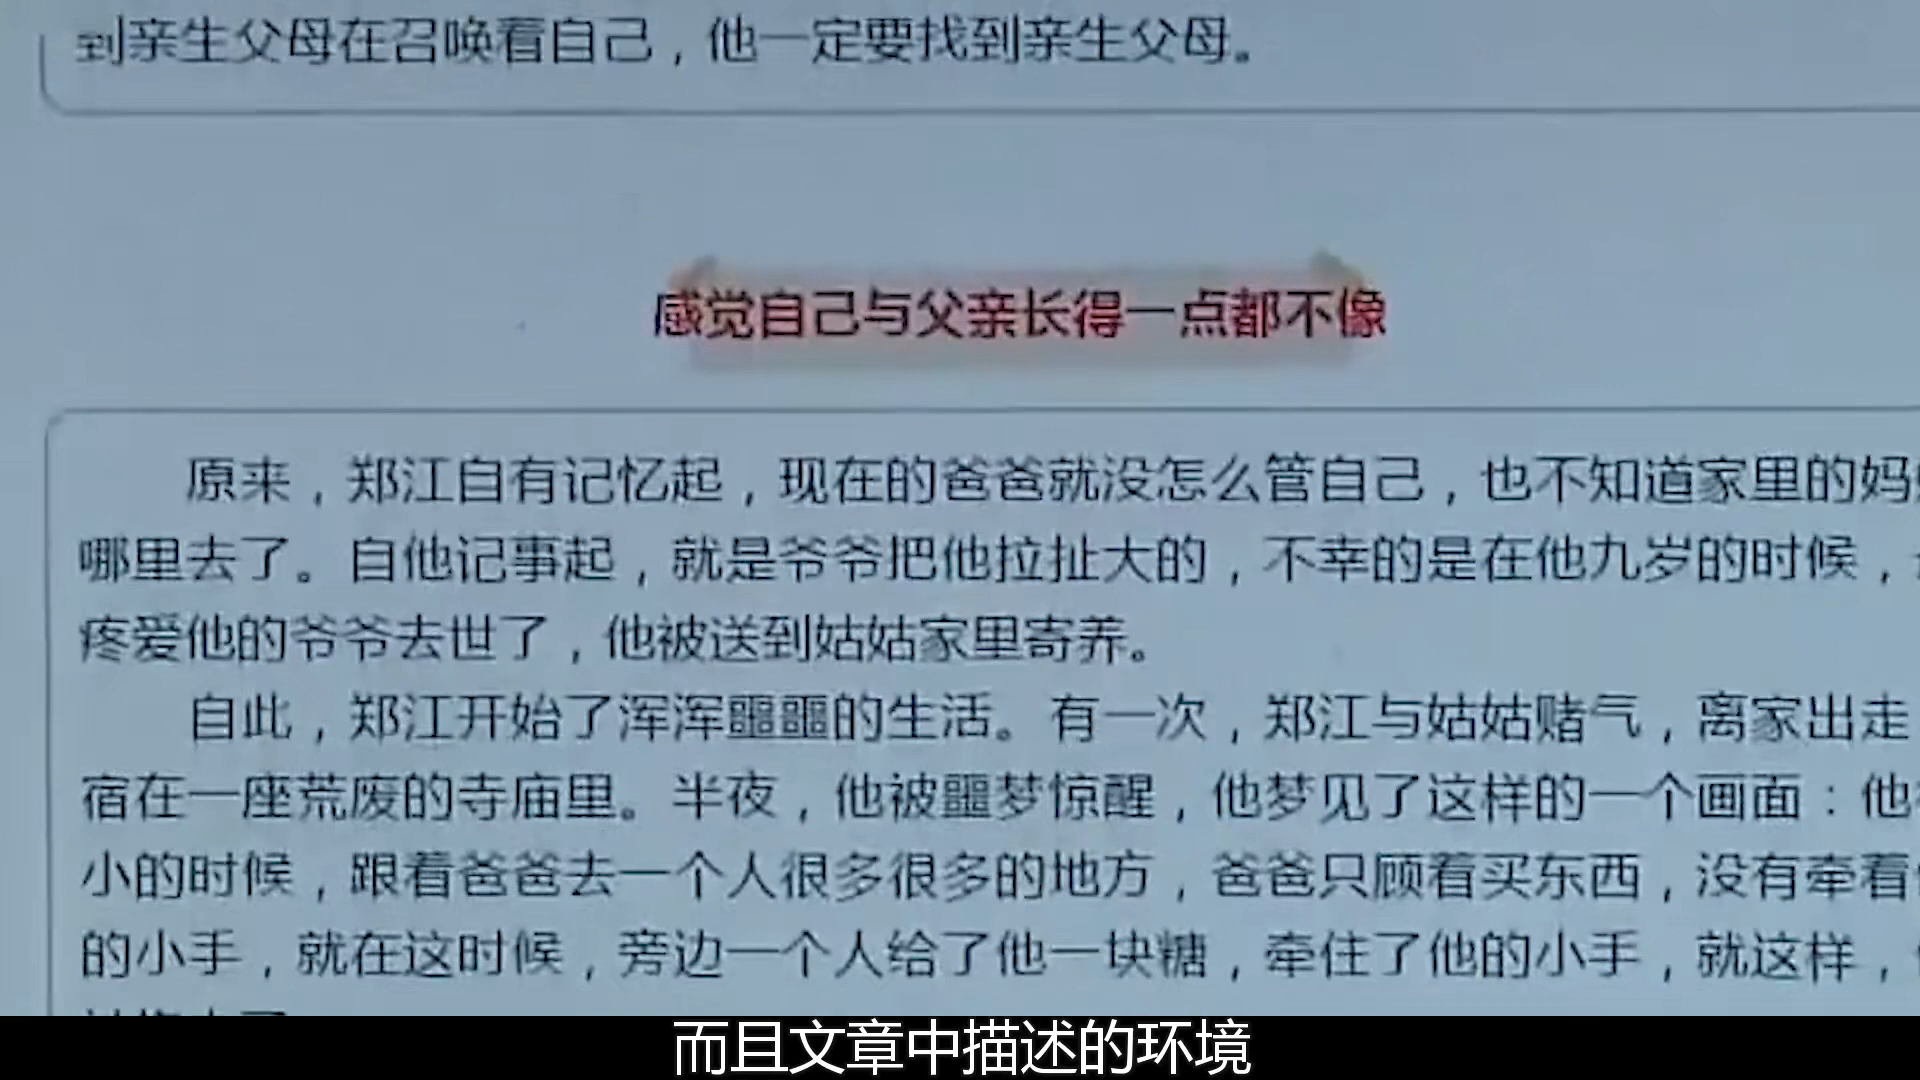 到亲生父母在召唤着自己，他一定要找到亲生父母。
感觉自己与父亲长得一点都不像
原来，郑江自有记忆起，现在的爸爸就没怎么管自己，也不知道家里的妈
哪里去了。自他记事起，就是爷爷把他拉扯大的，不幸的是在他九岁的时候，
疼爱他的爷爷去世了，他被送到姑姑家里寄养。
自此，郑江开始了浑浑噩噩的生活。有一次，郑江与姑姑赌气，离家出走
宿在一座荒废的寺庙里。半夜，他被噩梦惊醒，他梦见了这样的一个画面：他
小的时候，跟着爸爸去一个人很多很多的地方，爸爸只顾着买东西，没有牵着
的小手，就在这时候，旁边一个人给了他一块糖，牵住了他的小手，就这样，
而且文章中描述的环境